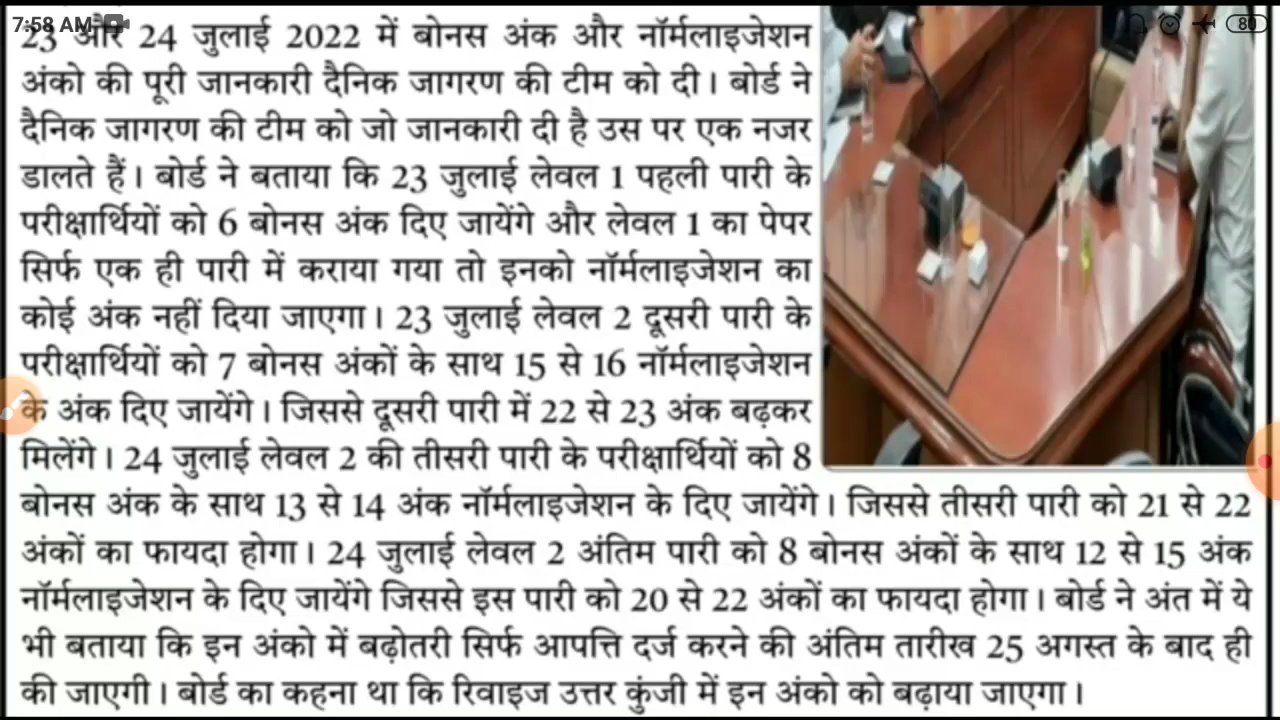 7:58 AM
80
23 और 24 जुलाई 2022 में बोनस अंक और नॉर्मलाइजेशन
अंको की पूरी जानकारी दैनिक जागरण की टीम को दी। बोर्ड ने
दैनिक जागरण की टीम को जो जानकारी दी है उस पर एक नजर
डालते हैं। बोर्ड ने बताया कि 23 जुलाई लेवल 1 पहली पारी के
परीक्षार्थियों को 6 बोनस अंक दिए जायेंगे और लेवल 1 का पेपर
सिर्फ एक ही पारी में कराया गया तो इनको नॉर्मलाइजेशन का
कोई अंक नहीं दिया जाएगा। 23 जुलाई लेवल 2 दूसरी पारी के
परीक्षार्थियों को 7 बोनस अंकों के साथ 15 से 16 नॉर्मलाइजेशन
के अंक दिए जायेंगे। जिससे दूसरी पारी में 22 से 23 अंक बढ़कर
मिलेंगे। 24 जुलाई लेवल 2 की तीसरी पारी के परीक्षार्थियों को 8
बोनस अंक के साथ 13 से 14 अंक नॉर्मलाइजेशन के दिए जायेंगे। जिससे तीसरी पारी को 21 से 22
अंकों का फायदा होगा। 24 जुलाई लेवल 2 अंतिम पारी को 8 बोनस अंकों के साथ 12 से 15 अंक
नॉर्मलाइजेशन के दिए जायेंगे जिससे इस पारी को 20 से 22 अंकों का फायदा होगा। बोर्ड ने अंत में ये
भी बताया कि इन अंको में बढ़ोतरी सिर्फ आपत्ति दर्ज करने की अंतिम तारीख 25 अगस्त के बाद ही
की जाएगी। बोर्ड का कहना था कि रिवाइज उत्तर कुंजी में इन अंको को बढ़ाया जाएगा।